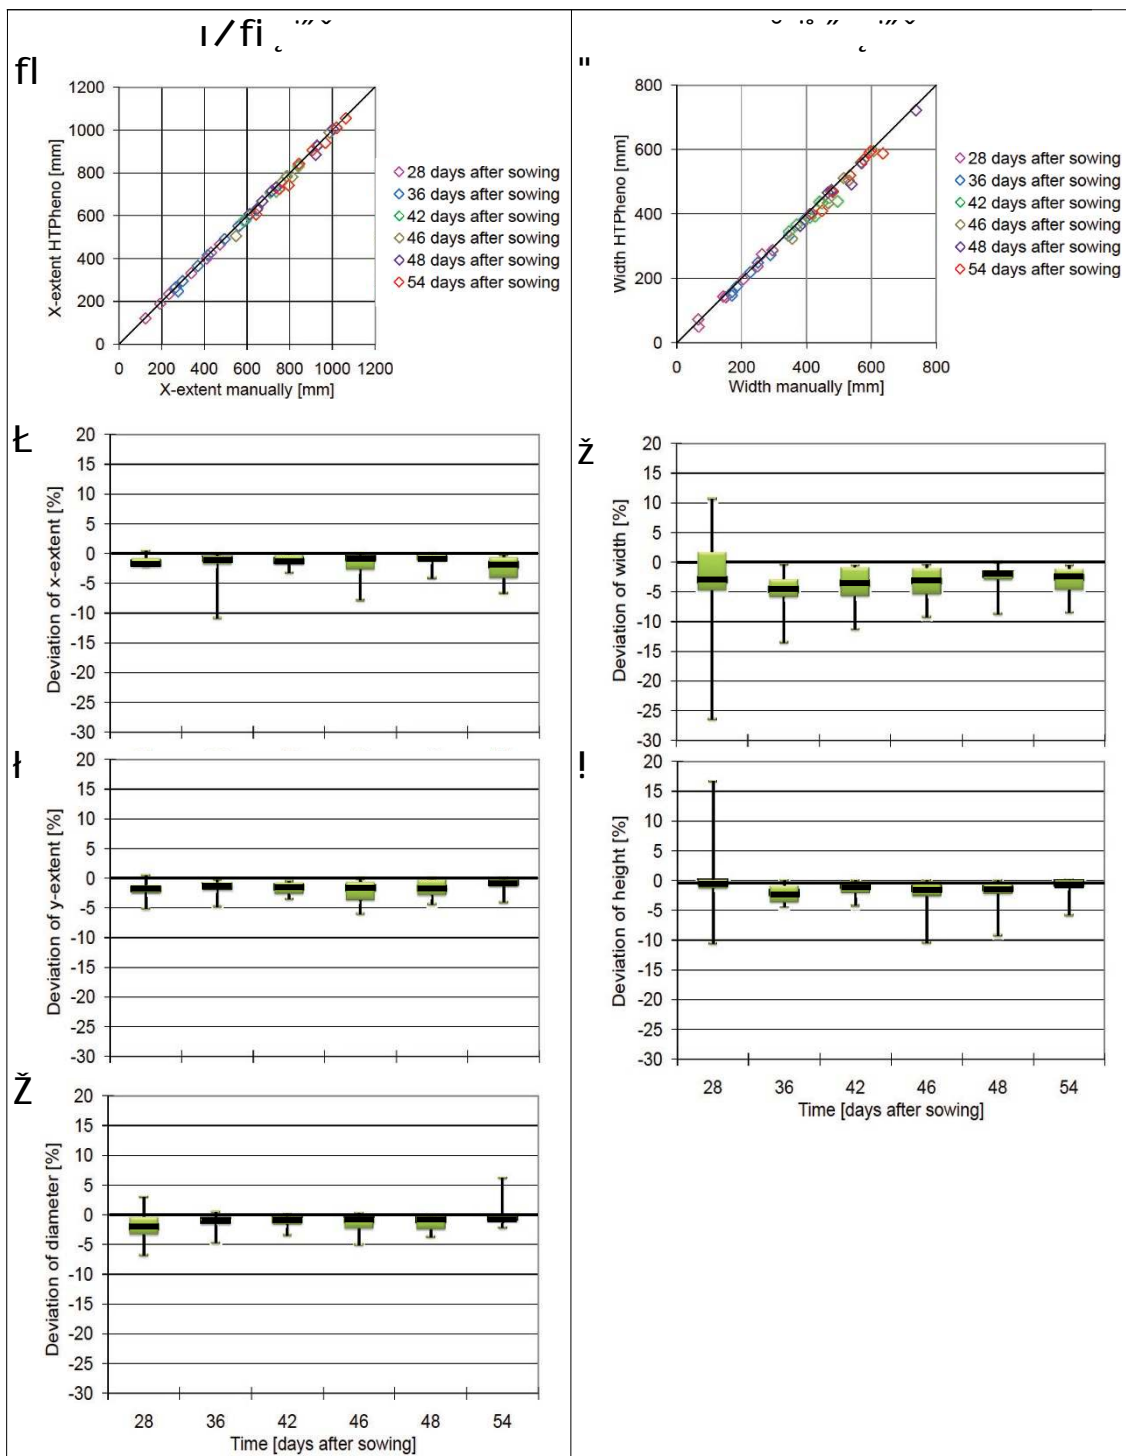 fl
1200
1000
800
600
400
200
0
0 200 400 600 800 1000 1200
X-extent HTPheno [mm]
X-extent manually [mm]
28 days after sowing
36 days after sowing
42 days after sowing
46 days after sowing
48 days after sowing
54 days after sowing
Ł
20
15
10
5
0
-5
-10
-15
-20
-25
-30
Deviation of x-extent [%]
ł
20
15
10
5
0
-5
-10
-15
-20
-25
-30
Deviation of y-extent [%]
Ž
20
15
10
5
0
-5
-10
-15
-20
-25
-30
Deviation of diameter [%]
28 36 42 46 48 54
Time [days after sowing]
"
800
600
400
200
0
0 200 400 600 800
Width HTPheno [mm]
Width manually [mm]
28 days after sowing
36 days after sowing
42 days after sowing
46 days after sowing
48 days after sowing
54 days after sowing
ž
20
15
10
5
0
-5
-10
-15
-20
-25
-30
Deviation of width [%]
!
20
15
10
5
0
-5
-10
-15
-20
-25
-30
Deviation of height [%]
28 36 42 46 48 54
Time [days after sowing]